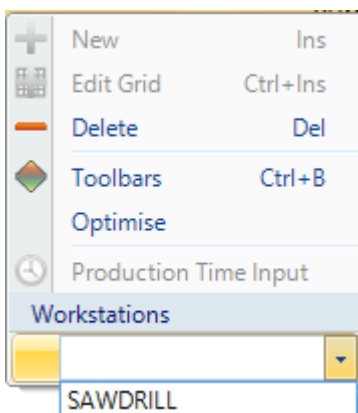 New Ins
Edit Grid Ctrl+Ins
Delete Del
Toolbars Ctrl+B
Optimise
Production Time Input
Workstations
SAWDRILL